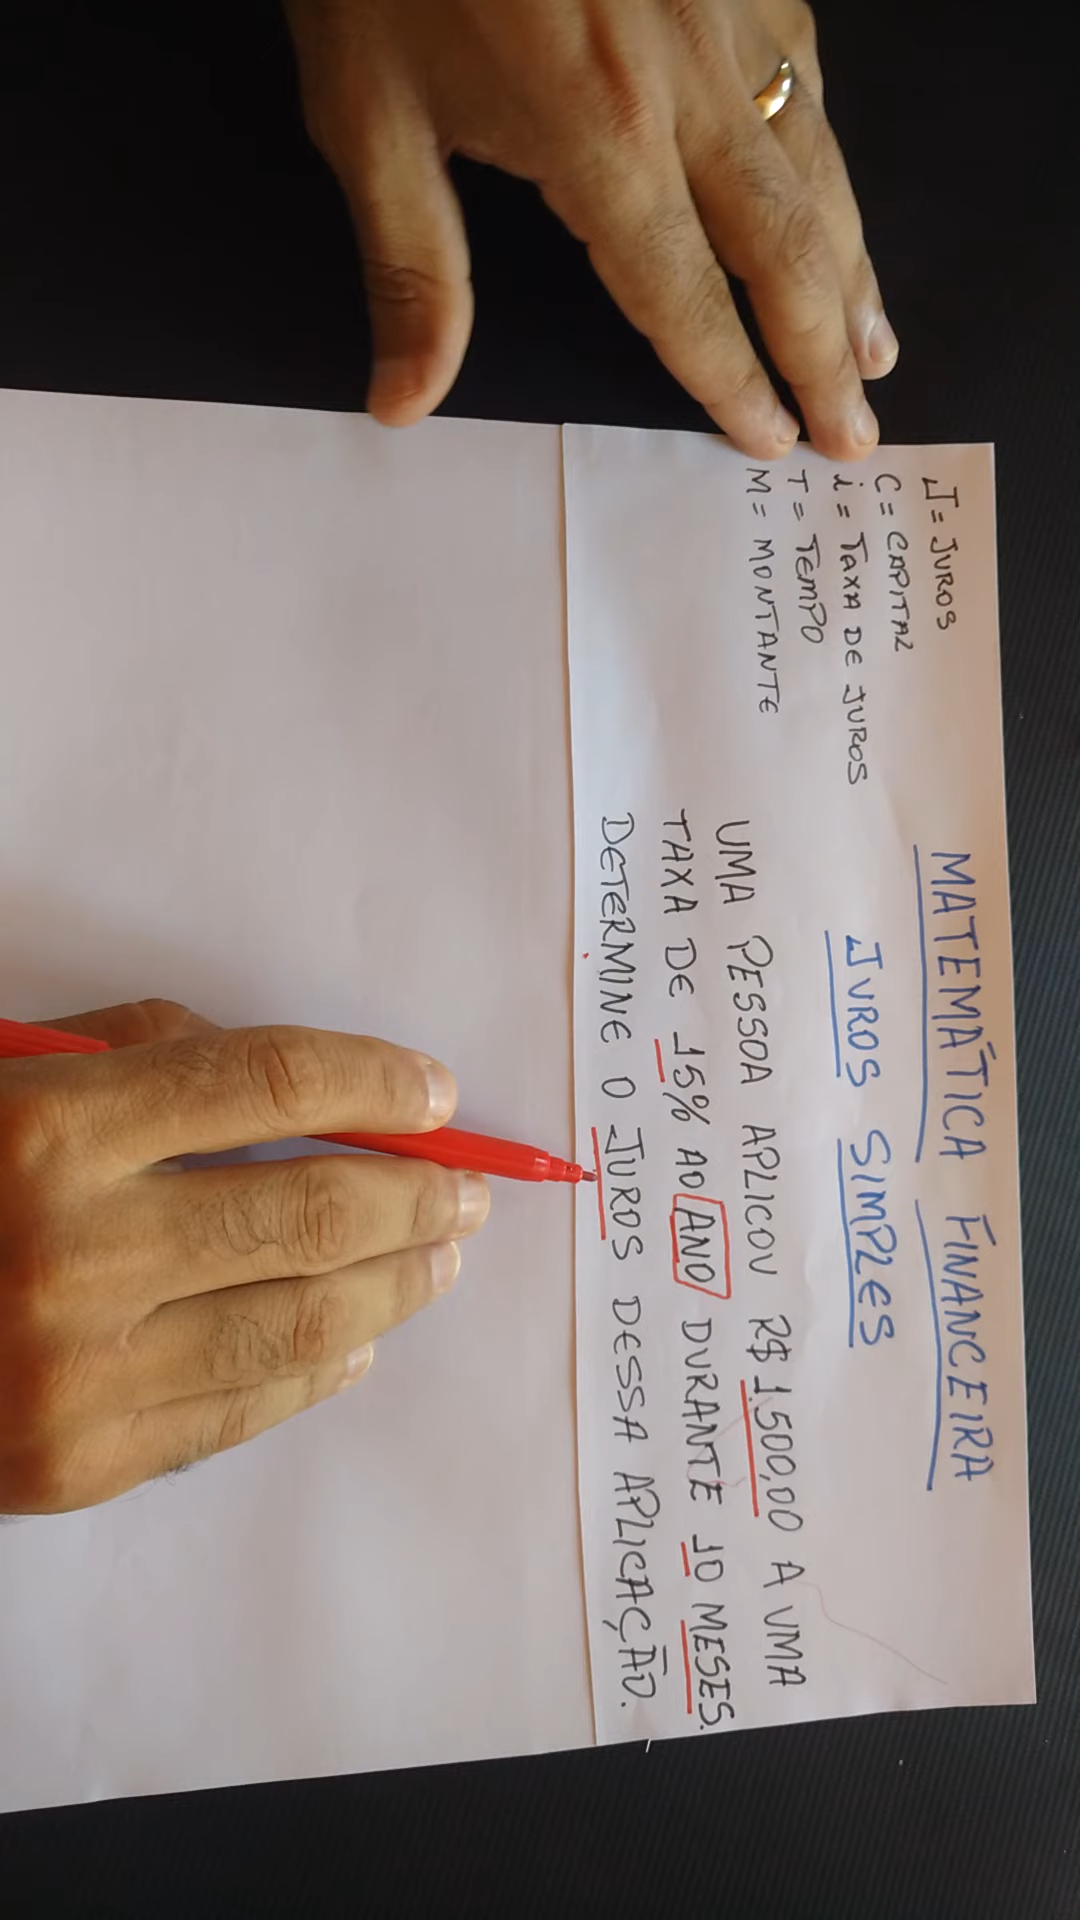 MATEMÁTICA FINANCEIRA
JUROS SIMPLES
J = JUROS
C = CAPITAL
i = TAXA DE JUROS
T = TEMPO
M = MONTANTE
UMA PESSOA APLICOU R$ 1.500,00 A UMA
TAXA DE 15% AO ANO DURANTE 10 MESES.
DETERMINE O JUROS DESSA APLICAÇÃO.